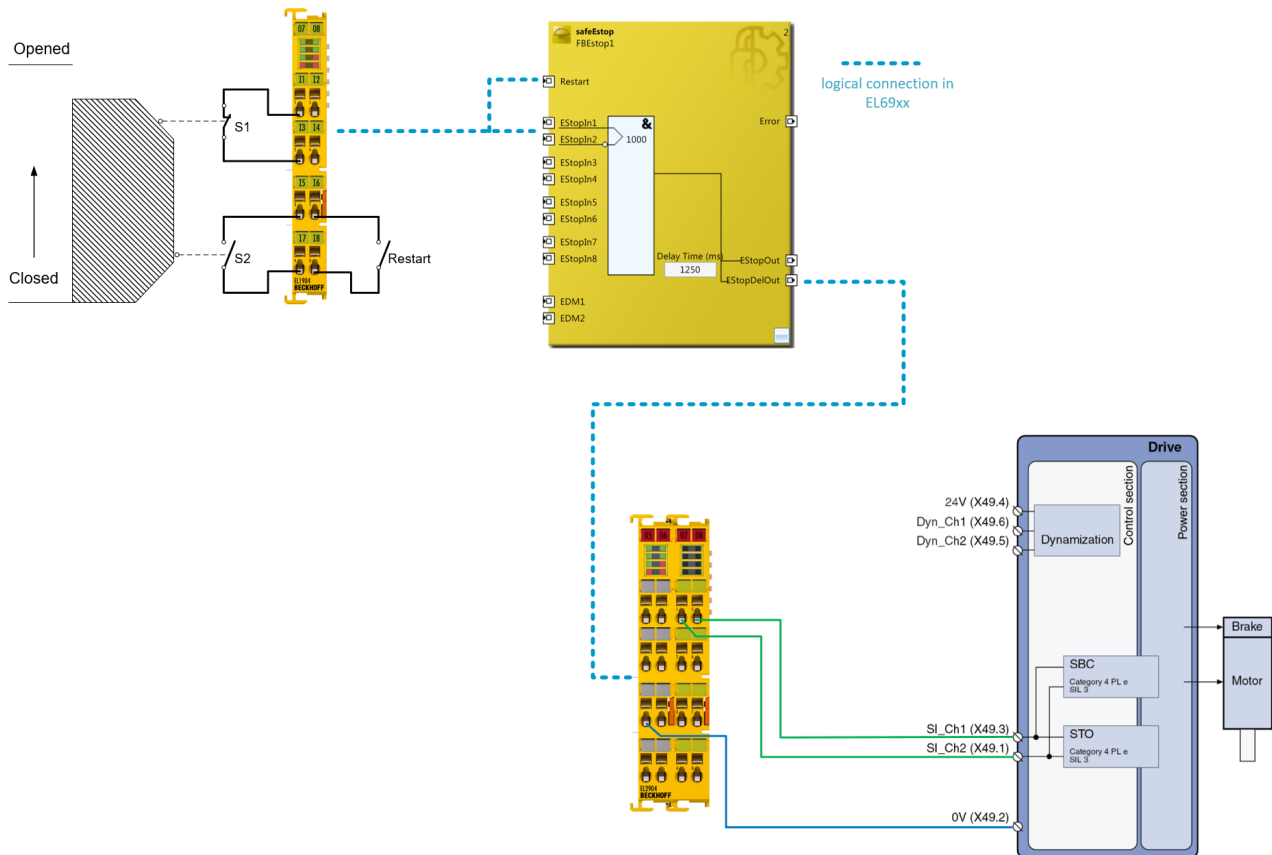 Opened
Closed
S1
S2
Restart
07 08
I1 I2
I3 I4
I5 I6
I7 I8
EL1904
BECKHOFF
safeEstop
FBEstop1
2
Restart
EStopIn1
EStopIn2
EStopIn3
EStopIn4
EStopIn5
EStopIn6
EStopIn7
EStopIn8
EDM1
EDM2
&
1000
Delay Time (ms)
1250
Error
EStopOut
EStopDelOut
logical connection in
EL69xx
05 06 07 08
EL2904
BECKHOFF
Drive
Control section
Power section
24V (X49.4)
Dyn_Ch1 (X49.6)
Dyn_Ch2 (X49.5)
Dynamization
SBC
Category 4 PL e
SIL 3
STO
Category 4 PL e
SIL 3
SI_Ch1 (X49.3)
SI_Ch2 (X49.1)
0V (X49.2)
Brake
Motor